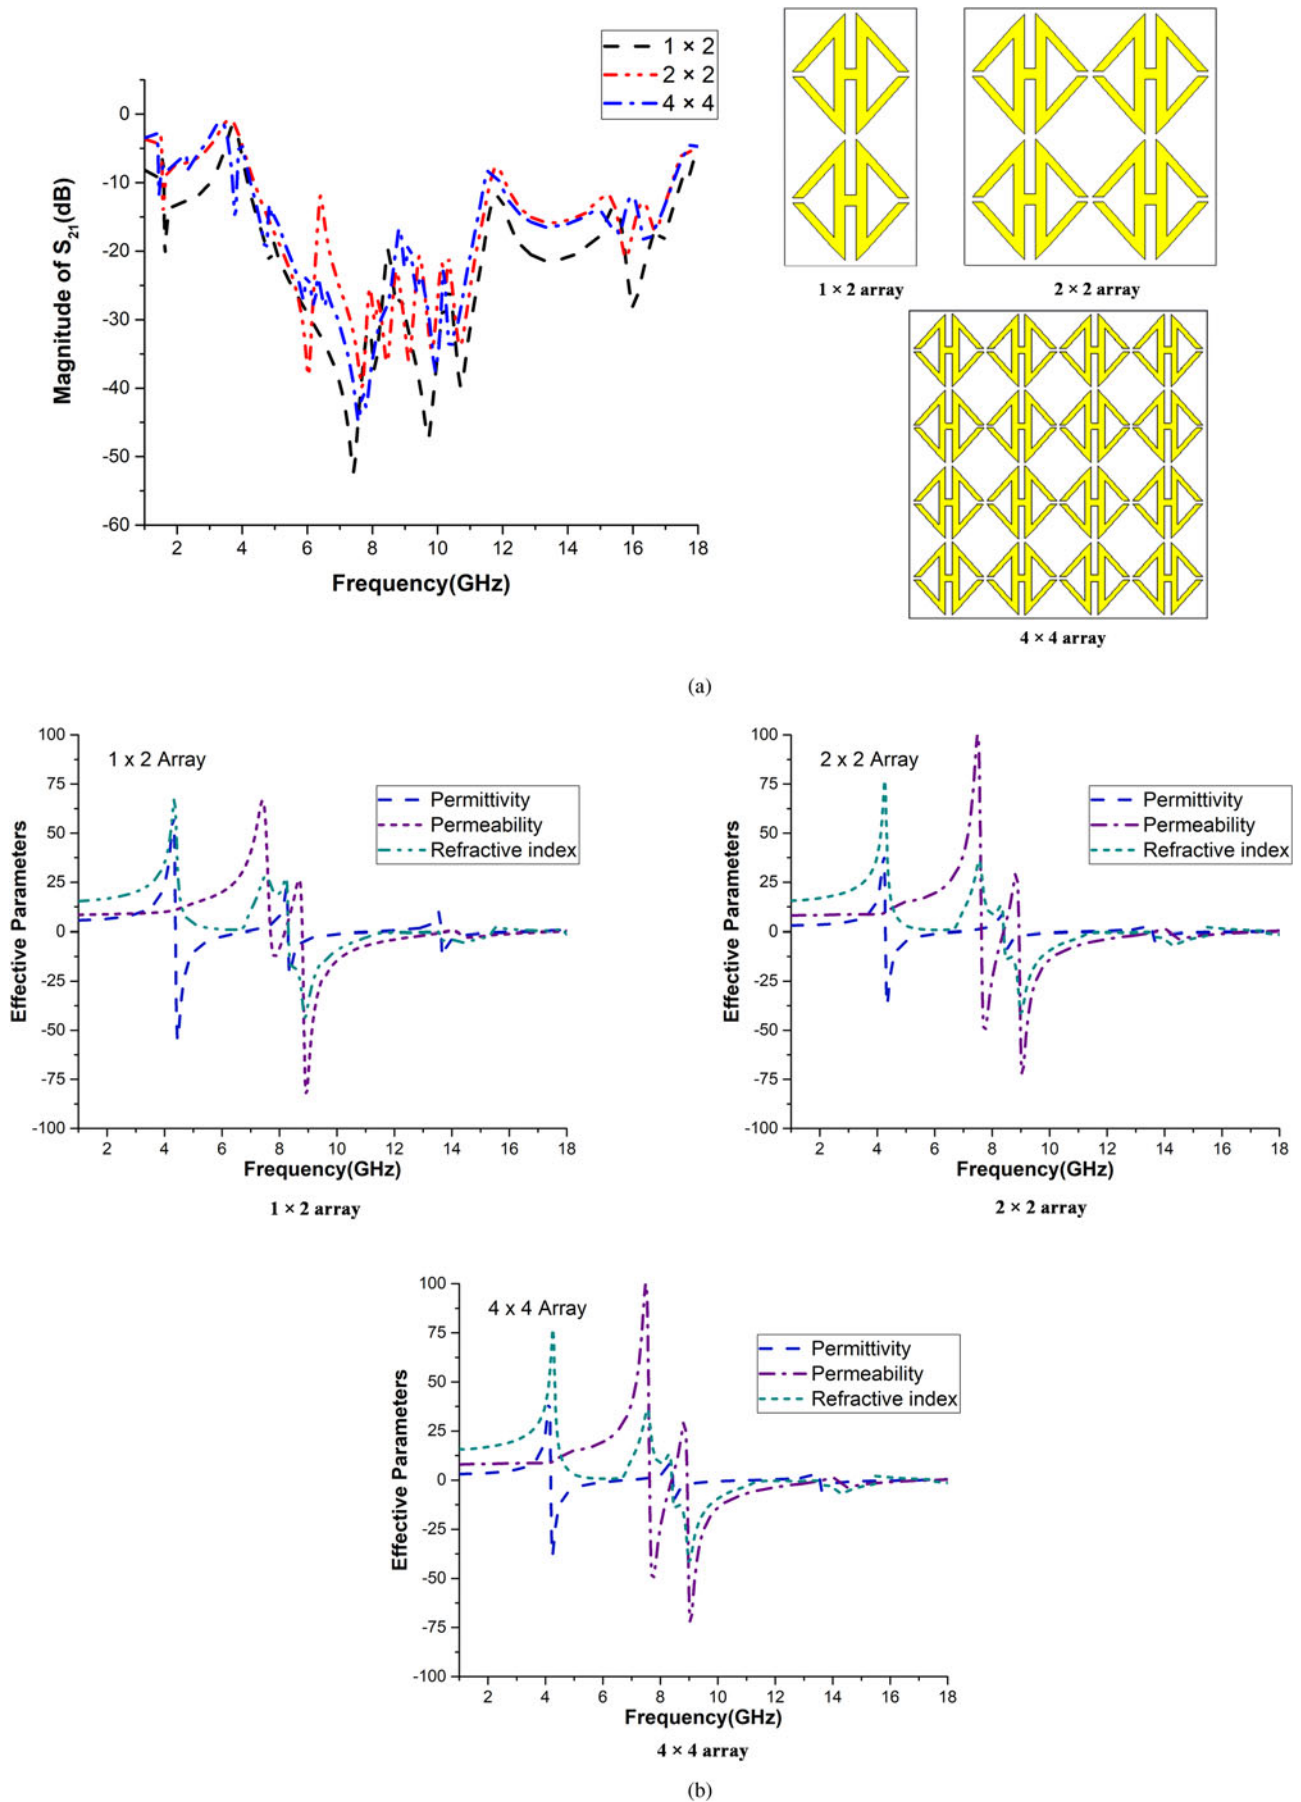 1 × 2
2 × 2
4 × 4
0
-10
-20
-30
-40
-50
-60
2 4 6 8 10 12 14 16 18
Magnitude of S21(dB)
Frequency(GHz)
1 × 2 array
2 × 2 array
4 × 4 array
(a)
1 x 2 Array
Permittivity
Permeability
Refractive index
100
75
50
25
0
-25
-50
-75
-100
2 4 6 8 10 12 14 16 18
Effective Parameters
Frequency(GHz)
1 × 2 array
2 x 2 Array
Permittivity
Permeability
Refractive index
100
75
50
25
0
-25
-50
-75
-100
2 4 6 8 10 12 14 16 18
Effective Parameters
Frequency(GHz)
2 × 2 array
4 x 4 Array
Permittivity
Permeability
Refractive index
100
75
50
25
0
-25
-50
-75
-100
2 4 6 8 10 12 14 16 18
Effective Parameters
Frequency(GHz)
4 × 4 array
(b)